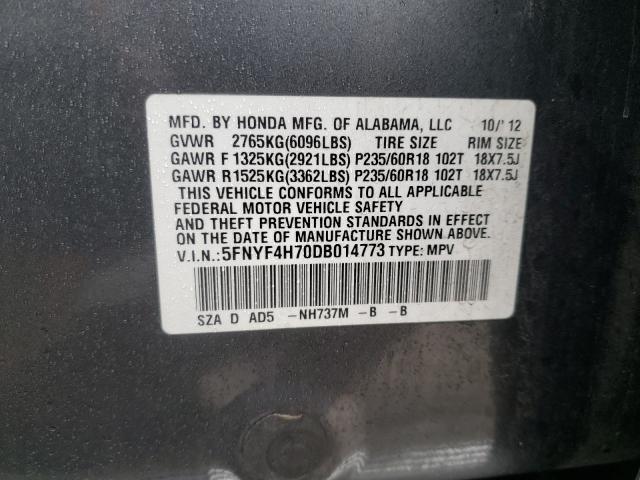 MFD. BY HONDA MFG. OF ALABAMA, LLC 10/'12
GVWR 2765KG(6096LBS) TIRE SIZE RIM SIZE
GAWR F 1325KG(2921LBS) P235/60R18 102T 18X7.5J
GAWR R 1525KG(3362LBS) P235/60R18 102T 18X7.5J
THIS VEHICLE CONFORMS TO ALL APPLICABLE
FEDERAL MOTOR VEHICLE SAFETY
AND THEFT PREVENTION STANDARDS IN EFFECT
ON THE DATE OF MANUFACTURE SHOWN ABOVE.
V.I.N.:5FNYF4H70DB014773 TYPE: MPV
SZA D AD5 -NH737M -B -B